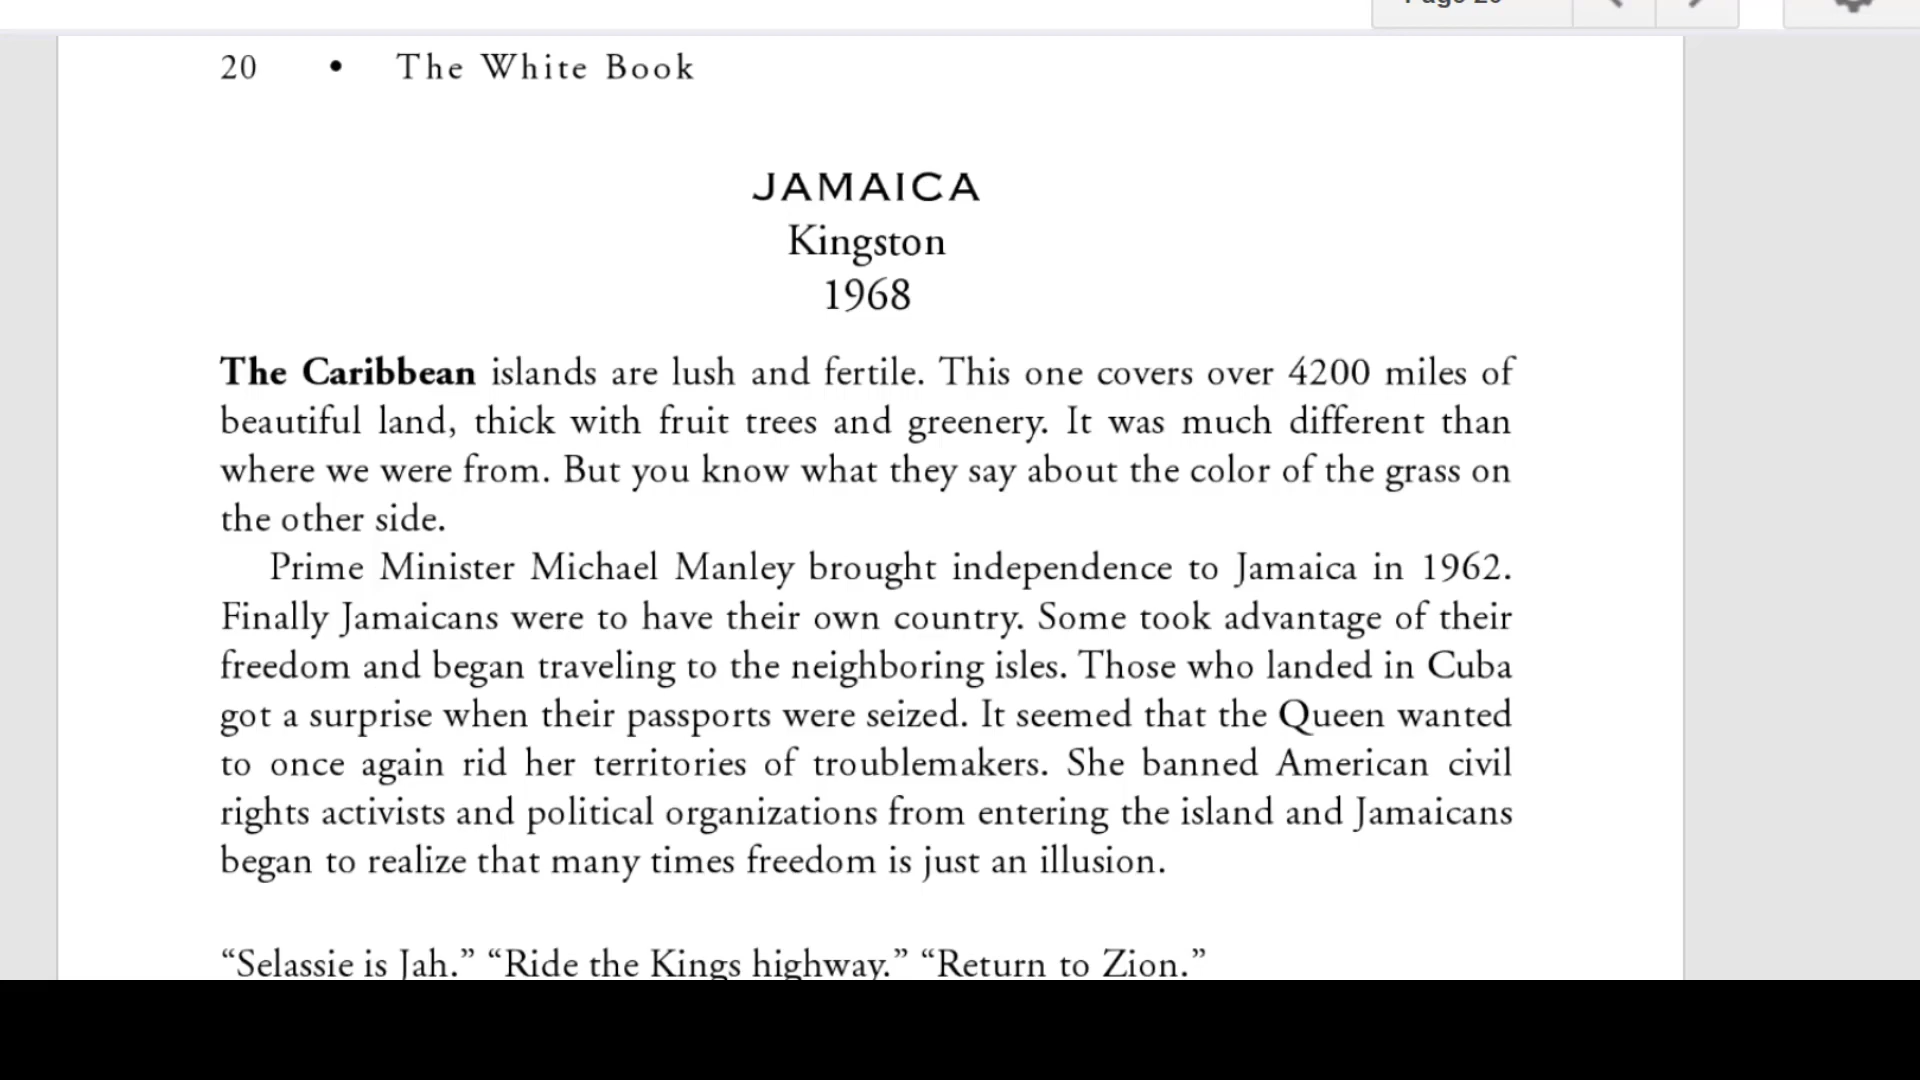 20 • The White Book
JAMAICA
Kingston
1968
The Caribbean islands are lush and fertile. This one covers over 4200 miles of
beautiful land, thick with fruit trees and greenery. It was much different than
where we were from. But you know what they say about the color of the grass on
the other side.
Prime Minister Michael Manley brought independence to Jamaica in 1962.
Finally Jamaicans were to have their own country. Some took advantage of their
freedom and began traveling to the neighboring isles. Those who landed in Cuba
got a surprise when their passports were seized. It seemed that the Queen wanted
to once again rid her territories of troublemakers. She banned American civil
rights activists and political organizations from entering the island and Jamaicans
began to realize that many times freedom is just an illusion.
“Selassie is Jah.” “Ride the Kings highway.” “Return to Zion.”